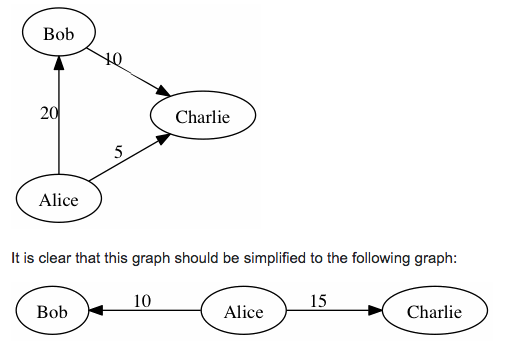 Bob
10
20
Charlie
5
Alice
It is clear that this graph should be simplified to the following graph:
Bob 10 Alice 15 Charlie